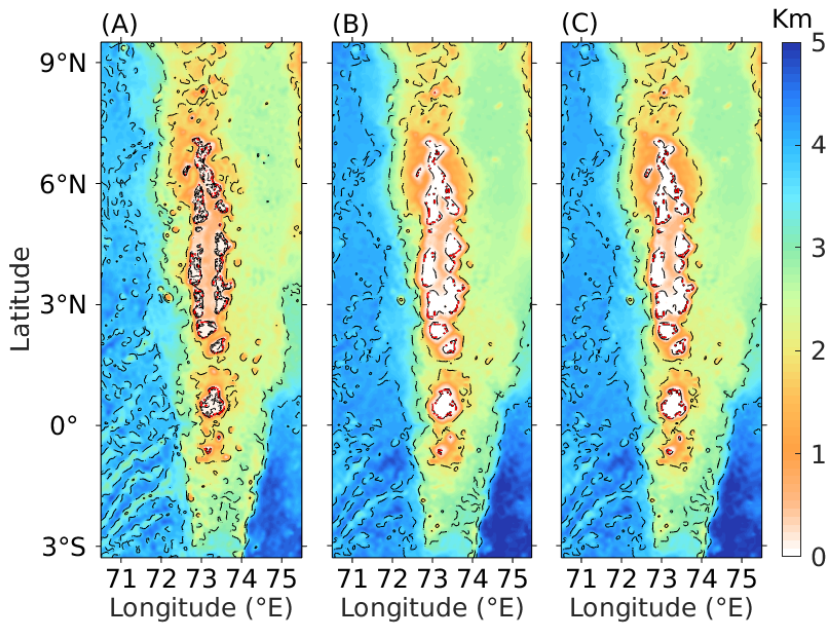 (A) (B) (C) Km
9°N
6°N
3°N
0°
3°S
Latitude
71 72 73 74 75 71 72 73 74 75 71 72 73 74 75
Longitude (°E) Longitude (°E) Longitude (°E)
5
4
3
2
1
0